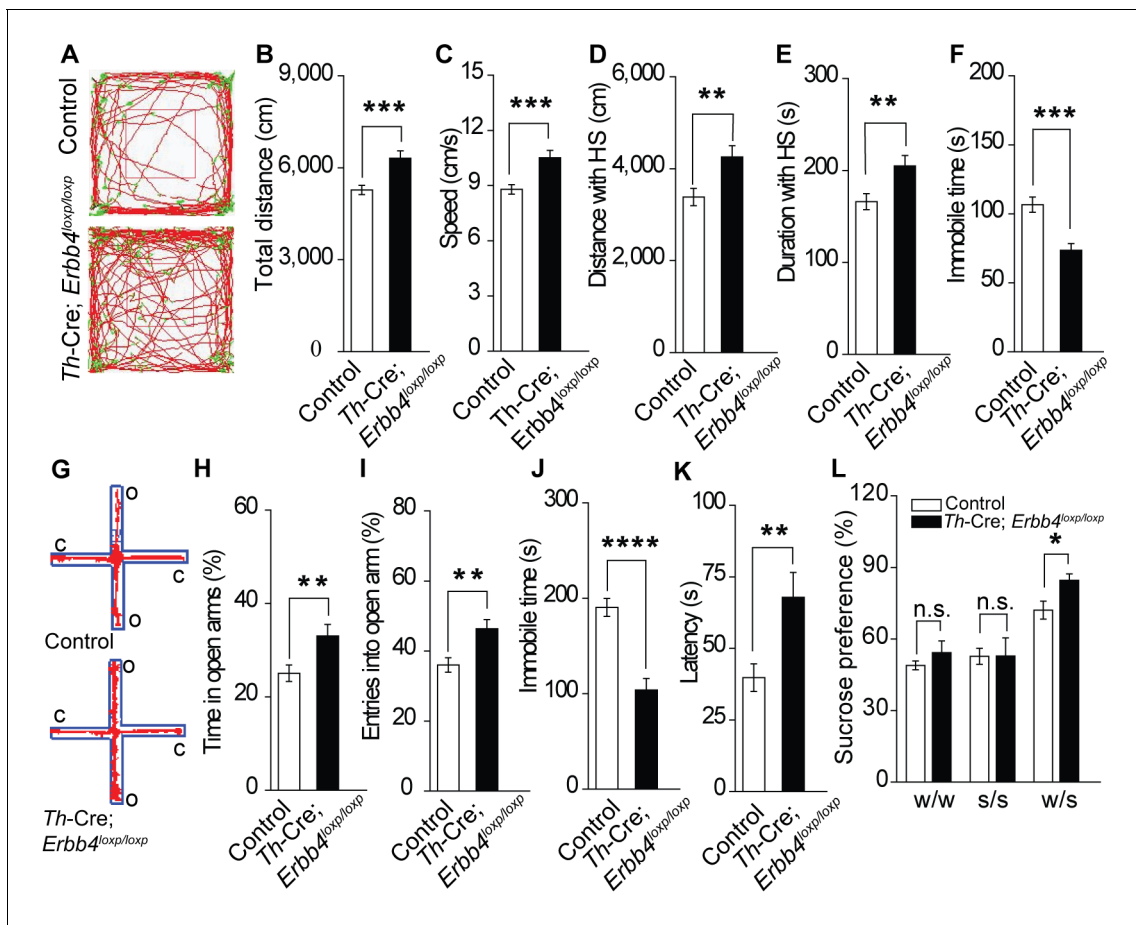 A
Control
Th-Cre; Erbb4loxp/loxp
B
Total distance (cm)
9,000
6,000
3,000
0
***
Control
Th-Cre;
Erbb4loxp/loxp
C
Speed (cm/s)
15
12
9
6
3
0
***
Control
Th-Cre;
Erbb4loxp/loxp
D
Distance with HS (cm)
6,000
4,000
2,000
0
**
Control
Th-Cre;
Erbb4loxp/loxp
E
Duration with HS (s)
300
200
100
0
**
Control
Th-Cre;
Erbb4loxp/loxp
F
Immobile time (s)
200
150
100
50
0
***
Control
Th-Cre;
Erbb4loxp/loxp
G
O
C
C
O
Control
O
C
C
O
Th-Cre;
Erbb4loxp/loxp
H
Time in open arms (%)
60
40
20
0
**
Control
Th-Cre;
Erbb4loxp/loxp
I
Entries into open arm (%)
80
60
40
20
0
**
Control
Th-Cre;
Erbb4loxp/loxp
J
Immobile time (s)
300
200
100
0
****
Control
Th-Cre;
Erbb4loxp/loxp
K
Latency (s)
100
75
50
25
0
**
Control
Th-Cre;
Erbb4loxp/loxp
L
Sucrose preference (%)
120
90
60
30
0
Control
Th-Cre; Erbb4loxp/loxp
n.s.
n.s.
*
w/w
s/s
w/s